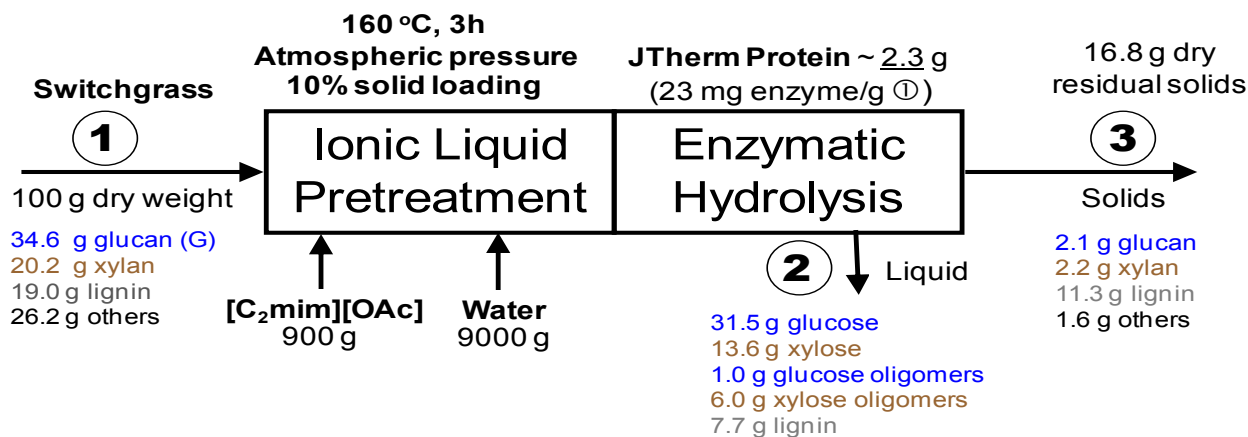 Switchgrass
1
100 g dry weight
34.6 g glucan (G)
20.2 g xylan
19.0 g lignin
26.2 g others
160 °C, 3h
Atmospheric pressure
10% solid loading
Ionic Liquid
Pretreatment
[C₂mim][OAc]
900 g
Water
9000 g
JTherm Protein ~ 2.3 g
(23 mg enzyme/g ①)
Enzymatic
Hydrolysis
2
Liquid
31.5 g glucose
13.6 g xylose
1.0 g glucose oligomers
6.0 g xylose oligomers
7.7 g lignin
16.8 g dry
residual solids
3
Solids
2.1 g glucan
2.2 g xylan
11.3 g lignin
1.6 g others